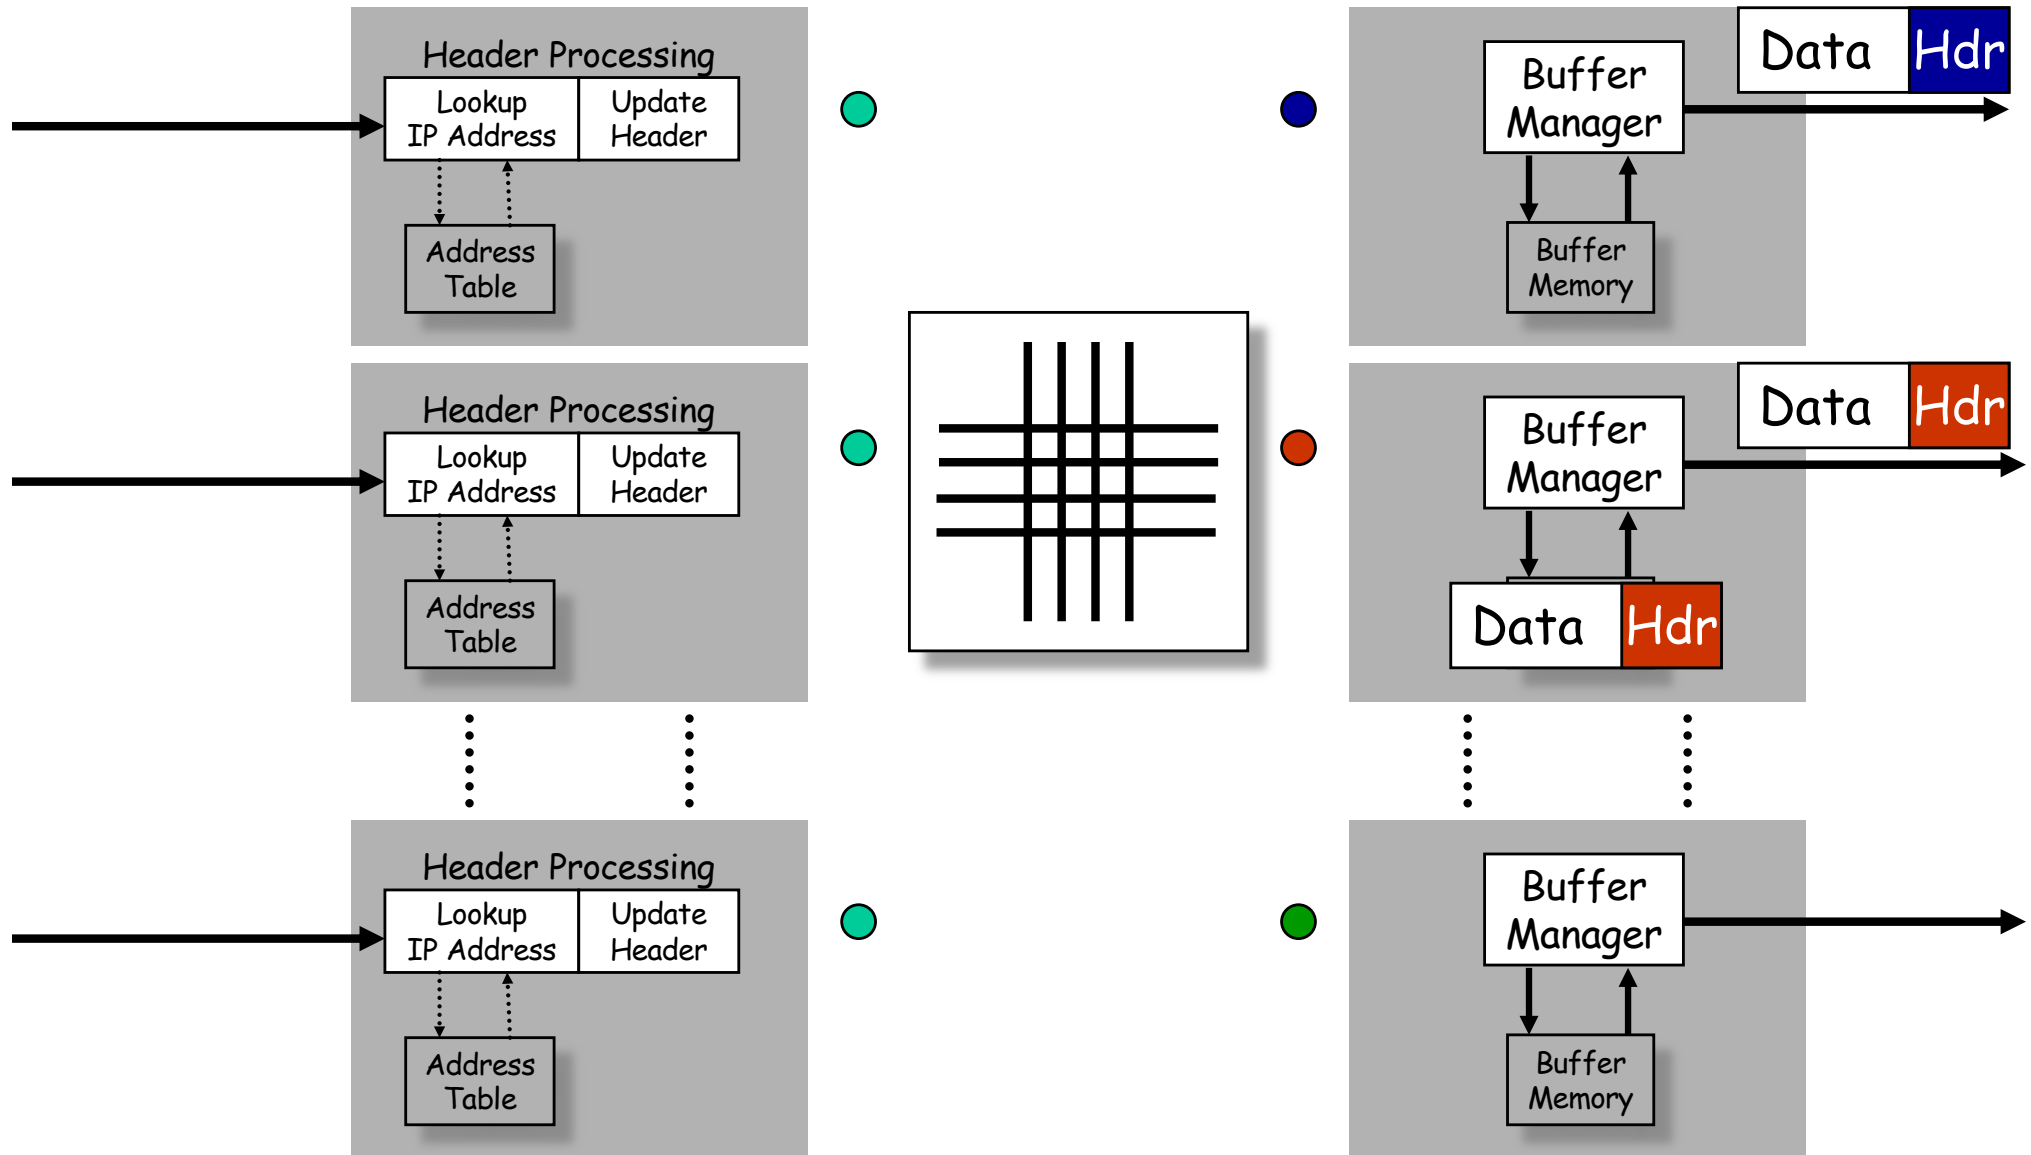 Header Processing
Lookup
IP Address
Update
Header
Address
Table
Buffer
Manager
Buffer
Memory
Data Hdr
Header Processing
Lookup
IP Address
Update
Header
Address
Table
Buffer
Manager
Data Hdr
Data Hdr
Header Processing
Lookup
IP Address
Update
Header
Address
Table
Buffer
Manager
Buffer
Memory